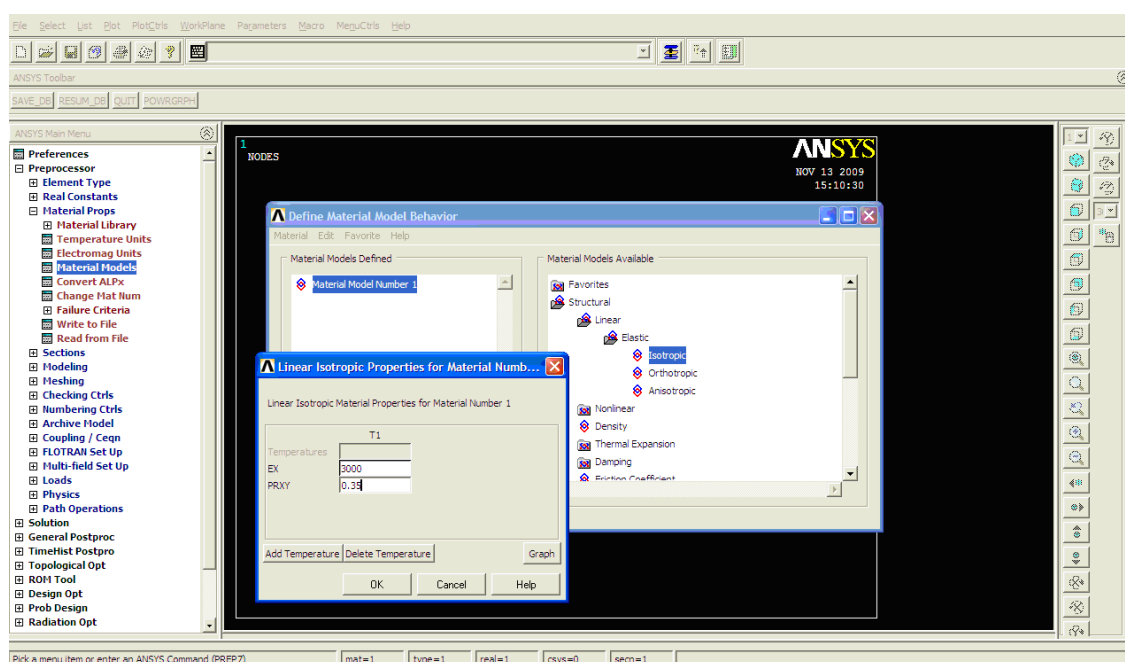 File Select List Plot PlotCtrls WorkPlane Parameters Macro MenuCtrls Help
ANSYS Toolbar
SAVE_DB RESUM_DB QUIT POWRGRPH
ANSYS Main Menu
Preferences
Preprocessor
Element Type
Real Constants
Material Props
Material Library
Temperature Units
Electromag Units
Material Models
Convert ALPx
Change Mat Num
Failure Criteria
Write to File
Read from File
Sections
Modeling
Meshing
Checking Ctrls
Numbering Ctrls
Archive Model
Coupling / Ceqn
FLOTRAN Set Up
Multi-field Set Up
Loads
Physics
Path Operations
Solution
General Postproc
TimeHist Postpro
Topological Opt
ROM Tool
Design Opt
Prob Design
Radiation Opt
1
NODES
ANSYS
NOV 13 2009
15:10:30
Define Material Model Behavior
Material Edit Favorite Help
Material Models Defined
Material Model Number 1
Material Models Available
Favorites
Structural
Linear
Elastic
Isotropic
Orthotropic
Anisotropic
Nonlinear
Density
Thermal Expansion
Damping
Friction Coefficient
Linear Isotropic Properties for Material Numb...
Linear Isotropic Material Properties for Material Number 1
T1
Temperatures
EX 3000
PRXY 0.35
Add Temperature Delete Temperature Graph
OK Cancel Help
1
3
Pick a menu item or enter an ANSYS Command (PREP7) mat=1 type=1 real=1 csys=0 secn=1